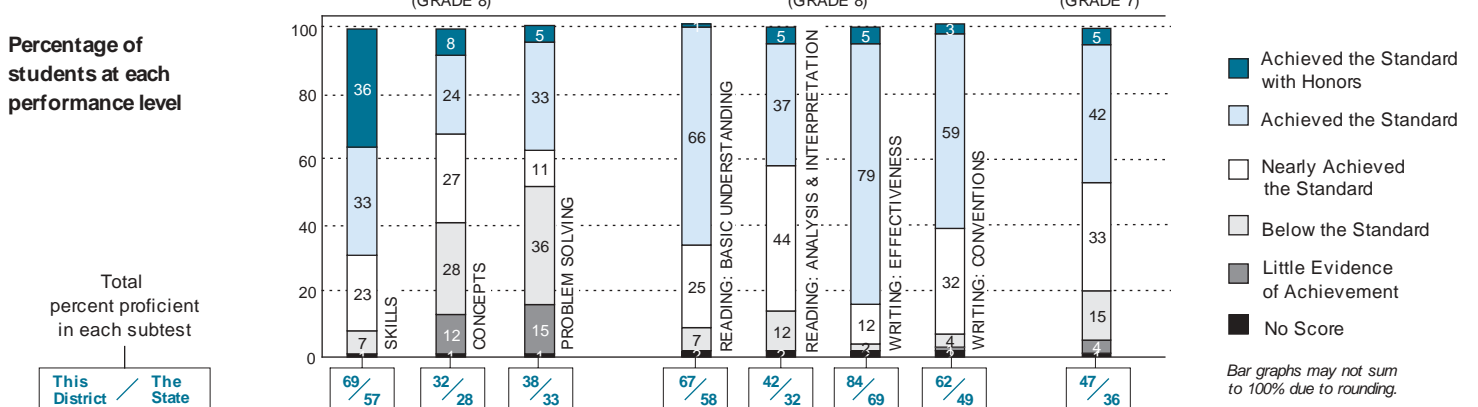 (GRADE 8)
(GRADE 8)
(GRADE 7)
Percentage of
students at each
performance level
100
80
60
40
20
0
36
33
23
7
1
SKILLS
8
24
27
28
12
1
CONCEPTS
5
33
11
36
15
1
PROBLEM SOLVING
1
66
25
7
2
READING: BASIC UNDERSTANDING
5
37
44
12
2
READING: ANALYSIS & INTERPRETATION
5
79
12
2
WRITING: EFFECTIVENESS
3
59
32
4
WRITING: CONVENTIONS
5
42
33
15
4
1
Achieved the Standard
with Honors
Achieved the Standard
Nearly Achieved
the Standard
Below the Standard
Little Evidence
of Achievement
No Score
Bar graphs may not sum
to 100% due to rounding.
Total
percent proficient
in each subtest
This District / The State
69/57
32/28
38/33
67/58
42/32
84/69
62/49
47/36